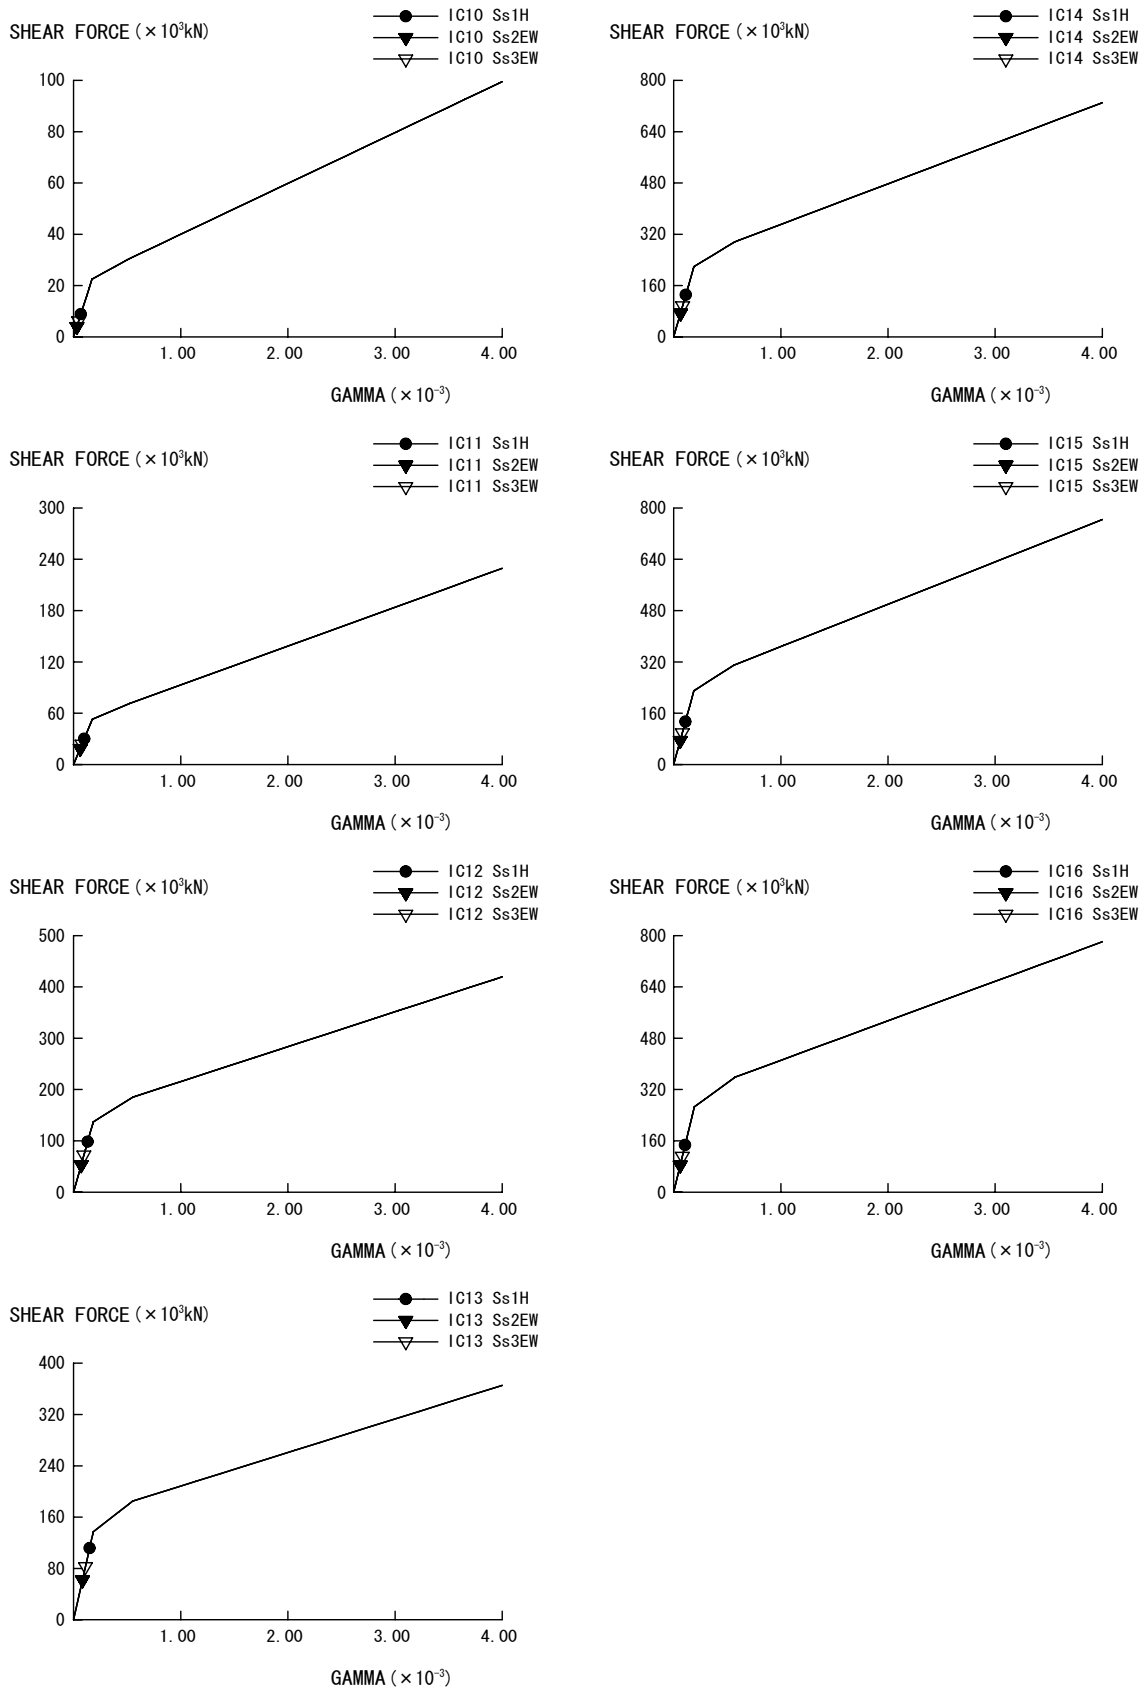 SHEAR FORCE (×10³kN)
IC10 Ss1H
IC10 Ss2EW
IC10 Ss3EW
100
80
60
40
20
0
1.00 2.00 3.00 4.00
GAMMA (×10⁻³)
SHEAR FORCE (×10³kN)
IC14 Ss1H
IC14 Ss2EW
IC14 Ss3EW
800
640
480
320
160
0
1.00 2.00 3.00 4.00
GAMMA (×10⁻³)
SHEAR FORCE (×10³kN)
IC11 Ss1H
IC11 Ss2EW
IC11 Ss3EW
300
240
180
120
60
0
1.00 2.00 3.00 4.00
GAMMA (×10⁻³)
SHEAR FORCE (×10³kN)
IC15 Ss1H
IC15 Ss2EW
IC15 Ss3EW
800
640
480
320
160
0
1.00 2.00 3.00 4.00
GAMMA (×10⁻³)
SHEAR FORCE (×10³kN)
IC12 Ss1H
IC12 Ss2EW
IC12 Ss3EW
500
400
300
200
100
0
1.00 2.00 3.00 4.00
GAMMA (×10⁻³)
SHEAR FORCE (×10³kN)
IC16 Ss1H
IC16 Ss2EW
IC16 Ss3EW
800
640
480
320
160
0
1.00 2.00 3.00 4.00
GAMMA (×10⁻³)
SHEAR FORCE (×10³kN)
IC13 Ss1H
IC13 Ss2EW
IC13 Ss3EW
400
320
240
160
80
0
1.00 2.00 3.00 4.00
GAMMA (×10⁻³)